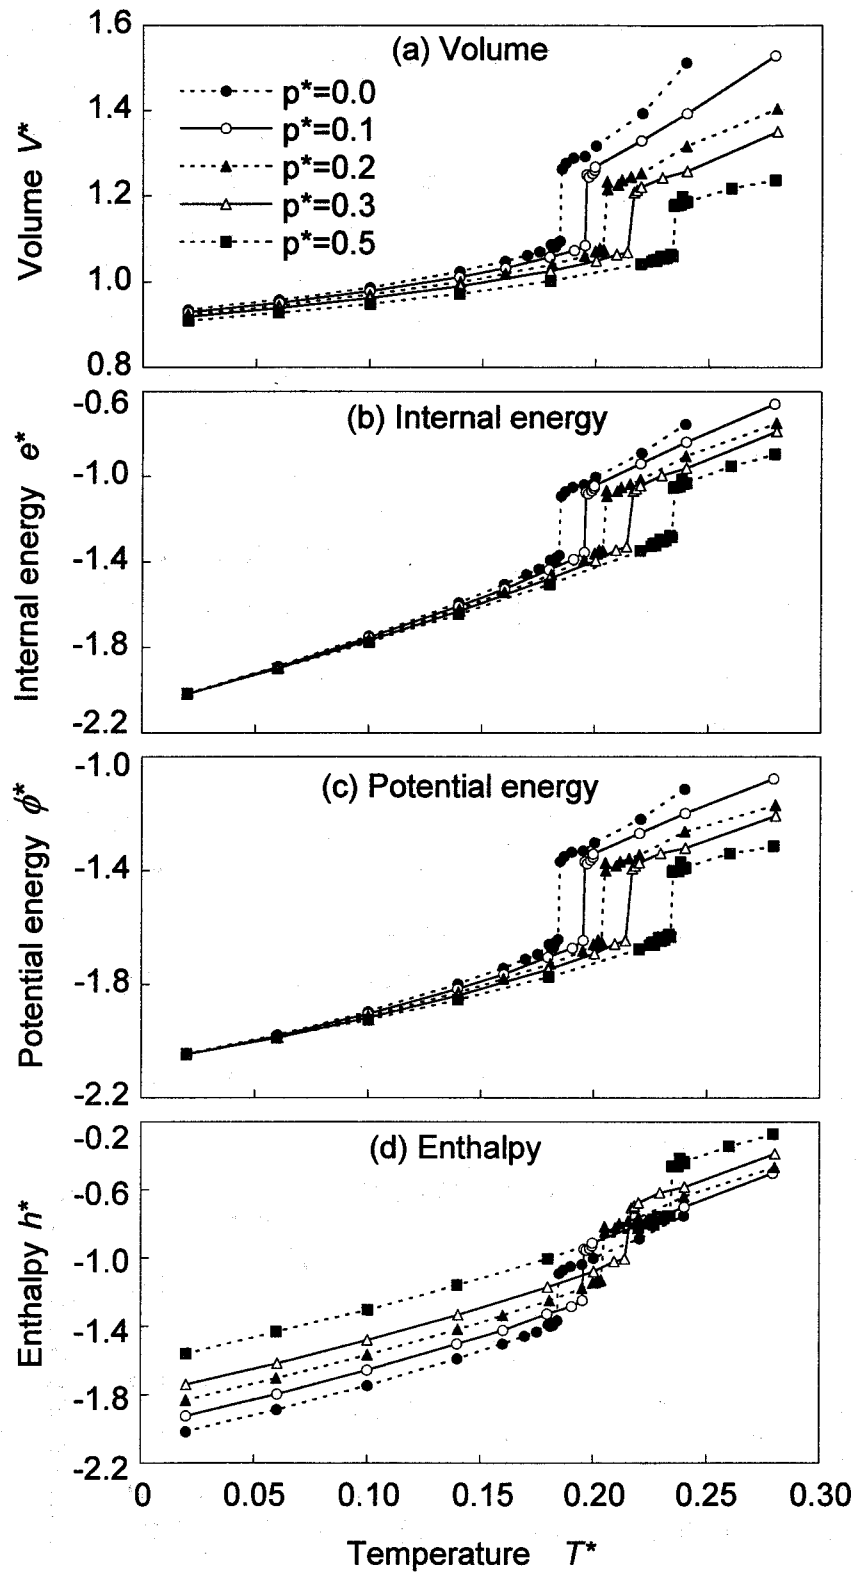 (a) Volume
p*=0.0
p*=0.1
p*=0.2
p*=0.3
p*=0.5
1.6
1.4
1.2
1.0
0.8
Volume V*
(b) Internal energy
-0.6
-1.0
-1.4
-1.8
-2.2
Internal energy e*
(c) Potential energy
-1.0
-1.4
-1.8
-2.2
Potential energy ϕ*
(d) Enthalpy
-0.2
-0.6
-1.0
-1.4
-1.8
-2.2
Enthalpy h*
0 0.05 0.10 0.15 0.20 0.25 0.30
Temperature T*